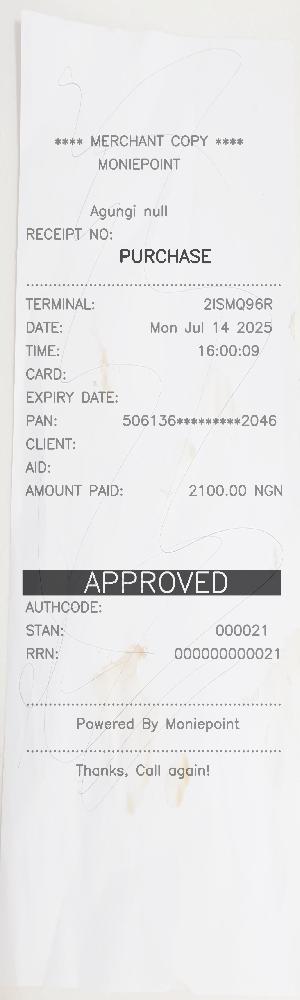 **** MERCHANT COPY ****
MONIEPOINT
Agungi null
RECEIPT NO:
PURCHASE
TERMINAL: 2ISMQ96R
DATE: Mon Jul 14 2025
TIME: 16:00:09
CARD:
EXPIRY DATE:
PAN: 506136*********2046
CLIENT:
AID:
AMOUNT PAID: 2100.00 NGN
APPROVED
AUTHCODE:
STAN: 000021
RRN: 000000000021
Powered By Moniepoint
Thanks, Call again!